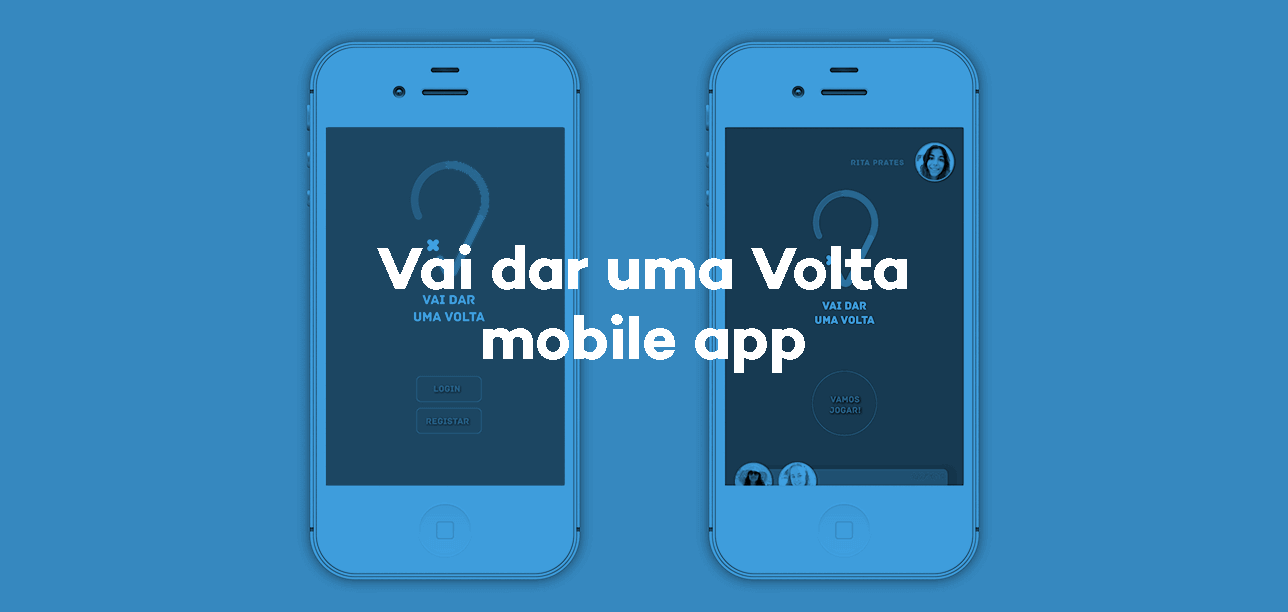 Vai dar uma Volta
mobile app
VAI DAR
UMA VOLTA
LOGIN
REGISTAR
RITA PRATES
VAI DAR
UMA VOLTA
VAMOS
JOGAR!